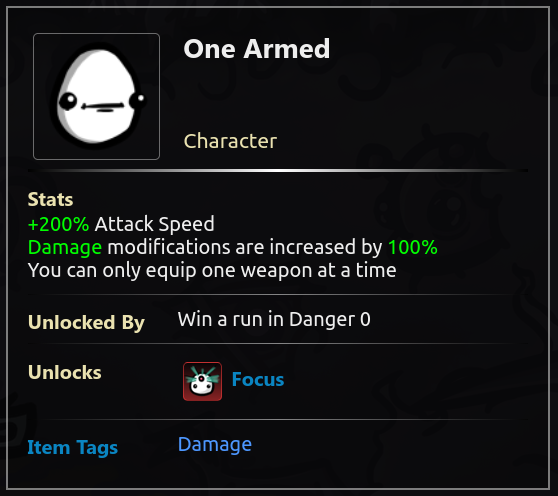 One Armed
Character
Stats
+200% Attack Speed
Damage modifications are increased by 100%
You can only equip one weapon at a time
Unlocked By Win a run in Danger 0
Unlocks Focus
Item Tags Damage